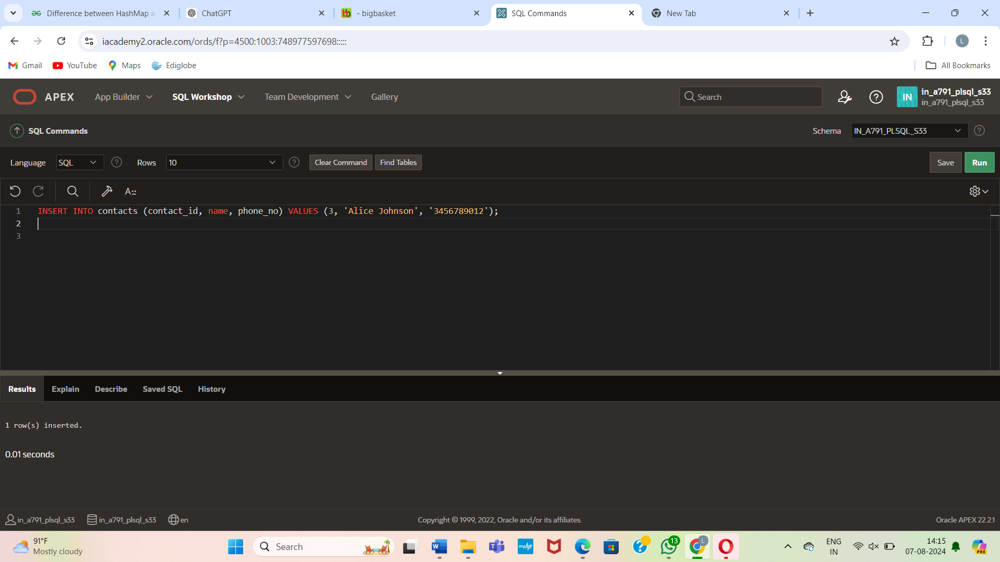 Difference between HashMap a
ChatGPT
- bigbasket
SQL Commands
New Tab
iacademy2.oracle.com/ords/f?p=4500:1003:748977597698:::::
L
Gmail
YouTube
Maps
Ediglobe
All Bookmarks
APEX
App Builder
SQL Workshop
Team Development
Gallery
Search
IN
in_a791_plsql_s33
in_a791_plsql_s33
SQL Commands
Schema
IN_A791_PLSQL_S33
Language
SQL
Rows
10
Clear Command
Find Tables
Save
Run
A::
1 INSERT INTO contacts (contact_id, name, phone_no) VALUES (3, 'Alice Johnson', '3456789012');
2
3
Results
Explain
Describe
Saved SQL
History
1 row(s) inserted.
0.01 seconds
in_a791_plsql_s33
in_a791_plsql_s33
en
Copyright © 1999, 2022, Oracle and/or its affiliates.
Oracle APEX 22.2.1
91°F
Mostly cloudy
Search
W
myhp
13
L
ENG
IN
14:15
07-08-2024
PRE